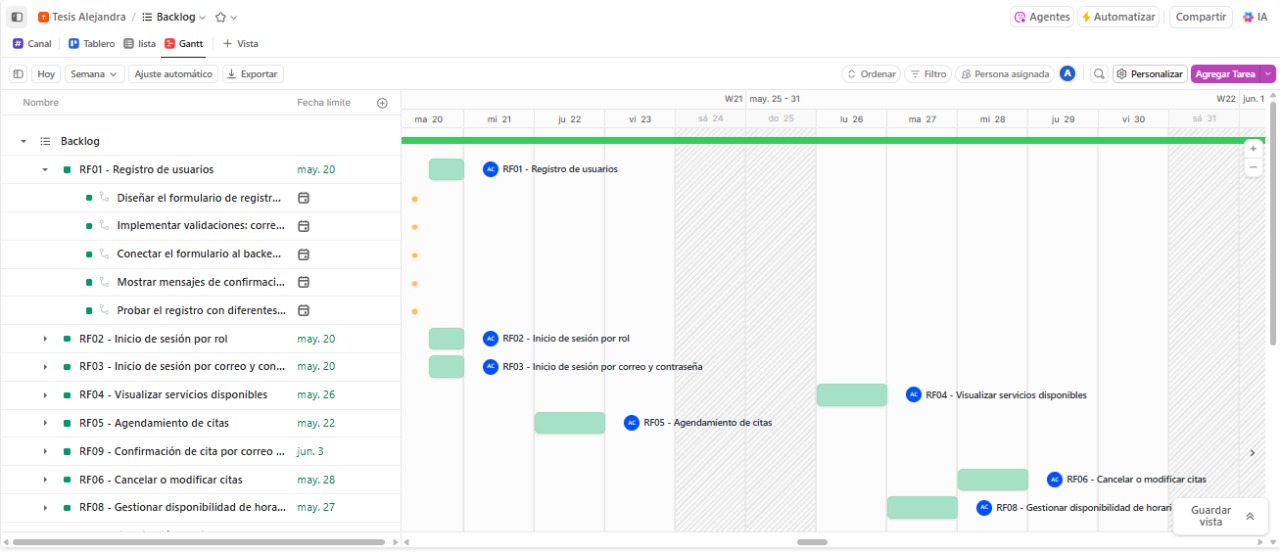 Tesis Alejandra / Backlog
Agentes Automatizar Compartir IA
Canal Tablero lista Gantt + Vista
Hoy Semana Ajuste automático Exportar
Ordenar Filtro Persona asignada A Personalizar Agregar Tarea
Nombre Fecha límite
W21 may. 25 - 31 W22 jun. 1
ma 20 mi 21 ju 22 vi 23 sá 24 do 25 lu 26 ma 27 mi 28 ju 29 vi 30 sá 31
Backlog
RF01 - Registro de usuarios may. 20 AC RF01 - Registro de usuarios
Diseñar el formulario de registr...
Implementar validaciones: corre...
Conectar el formulario al backe...
Mostrar mensajes de confirmaci...
Probar el registro con diferentes...
RF02 - Inicio de sesión por rol may. 20 AC RF02 - Inicio de sesión por rol
RF03 - Inicio de sesión por correo y con... may. 20 AC RF03 - Inicio de sesión por correo y contraseña
RF04 - Visualizar servicios disponibles may. 26 AC RF04 - Visualizar servicios disponibles
RF05 - Agendamiento de citas may. 22 AC RF05 - Agendamiento de citas
RF09 - Confirmación de cita por correo ... jun. 3
RF06 - Cancelar o modificar citas may. 28 AC RF06 - Cancelar o modificar citas
RF08 - Gestionar disponibilidad de hora... may. 27 AC RF08 - Gestionar disponibilidad de horari
Guardar
vista